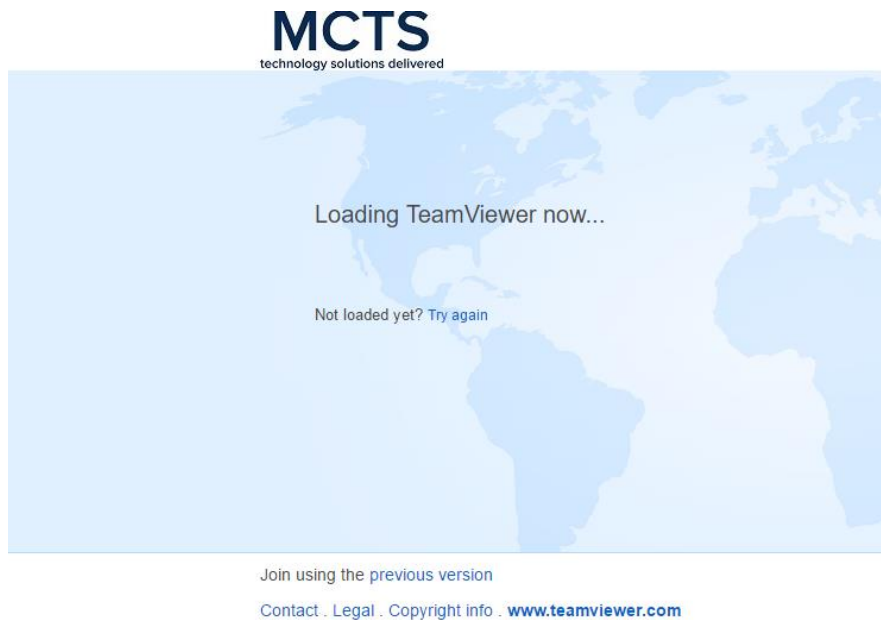 MCTS
technology solutions delivered
Loading TeamViewer now...
Not loaded yet? Try again
Join using the previous version
Contact . Legal . Copyright info . www.teamviewer.com